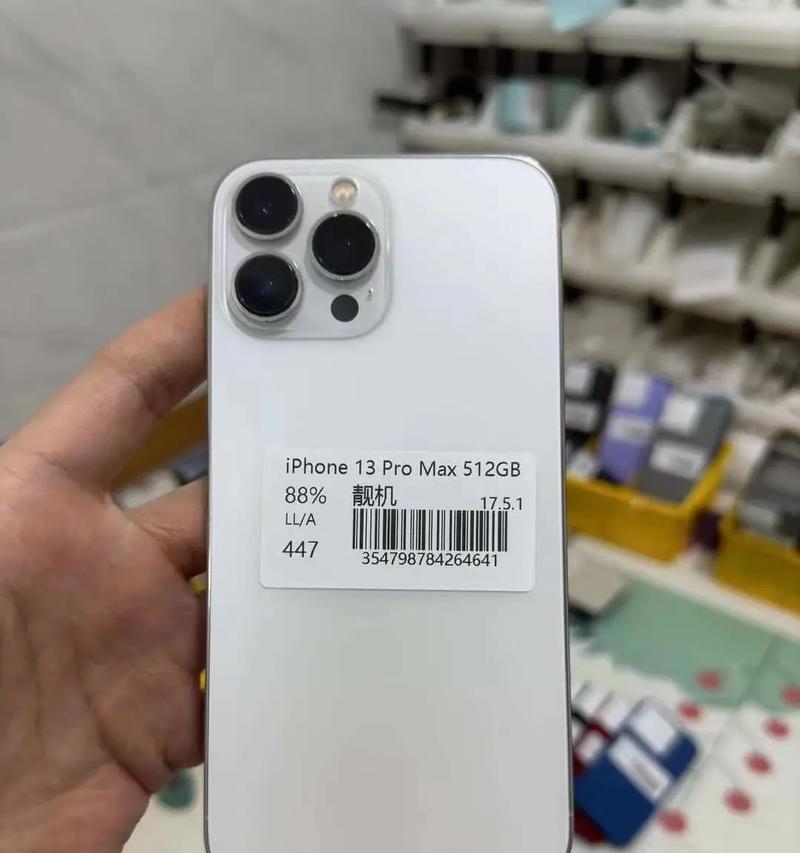 iPhone 13 Pro Max 512GB
88% 靓机 17.5.1
LL/A
447
354798784264641